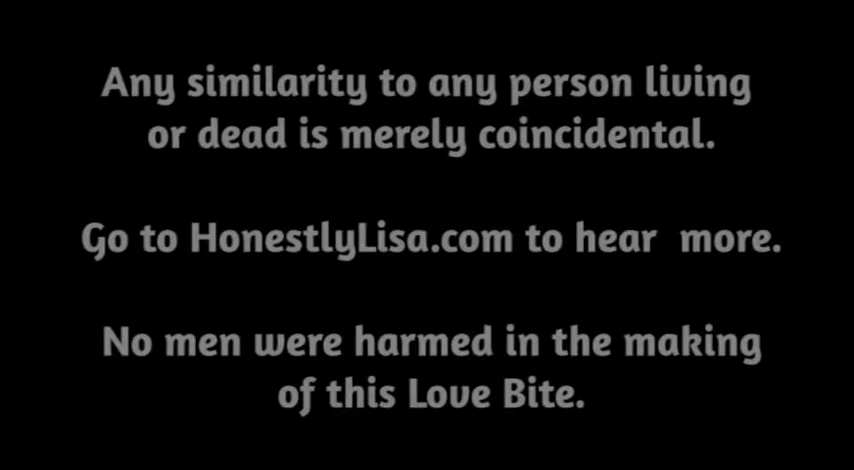 Any similarity to any person living
or dead is merely coincidental.
Go to HonestlyLisa.com to hear  more.
No men were harmed in the making
of this Love Bite.